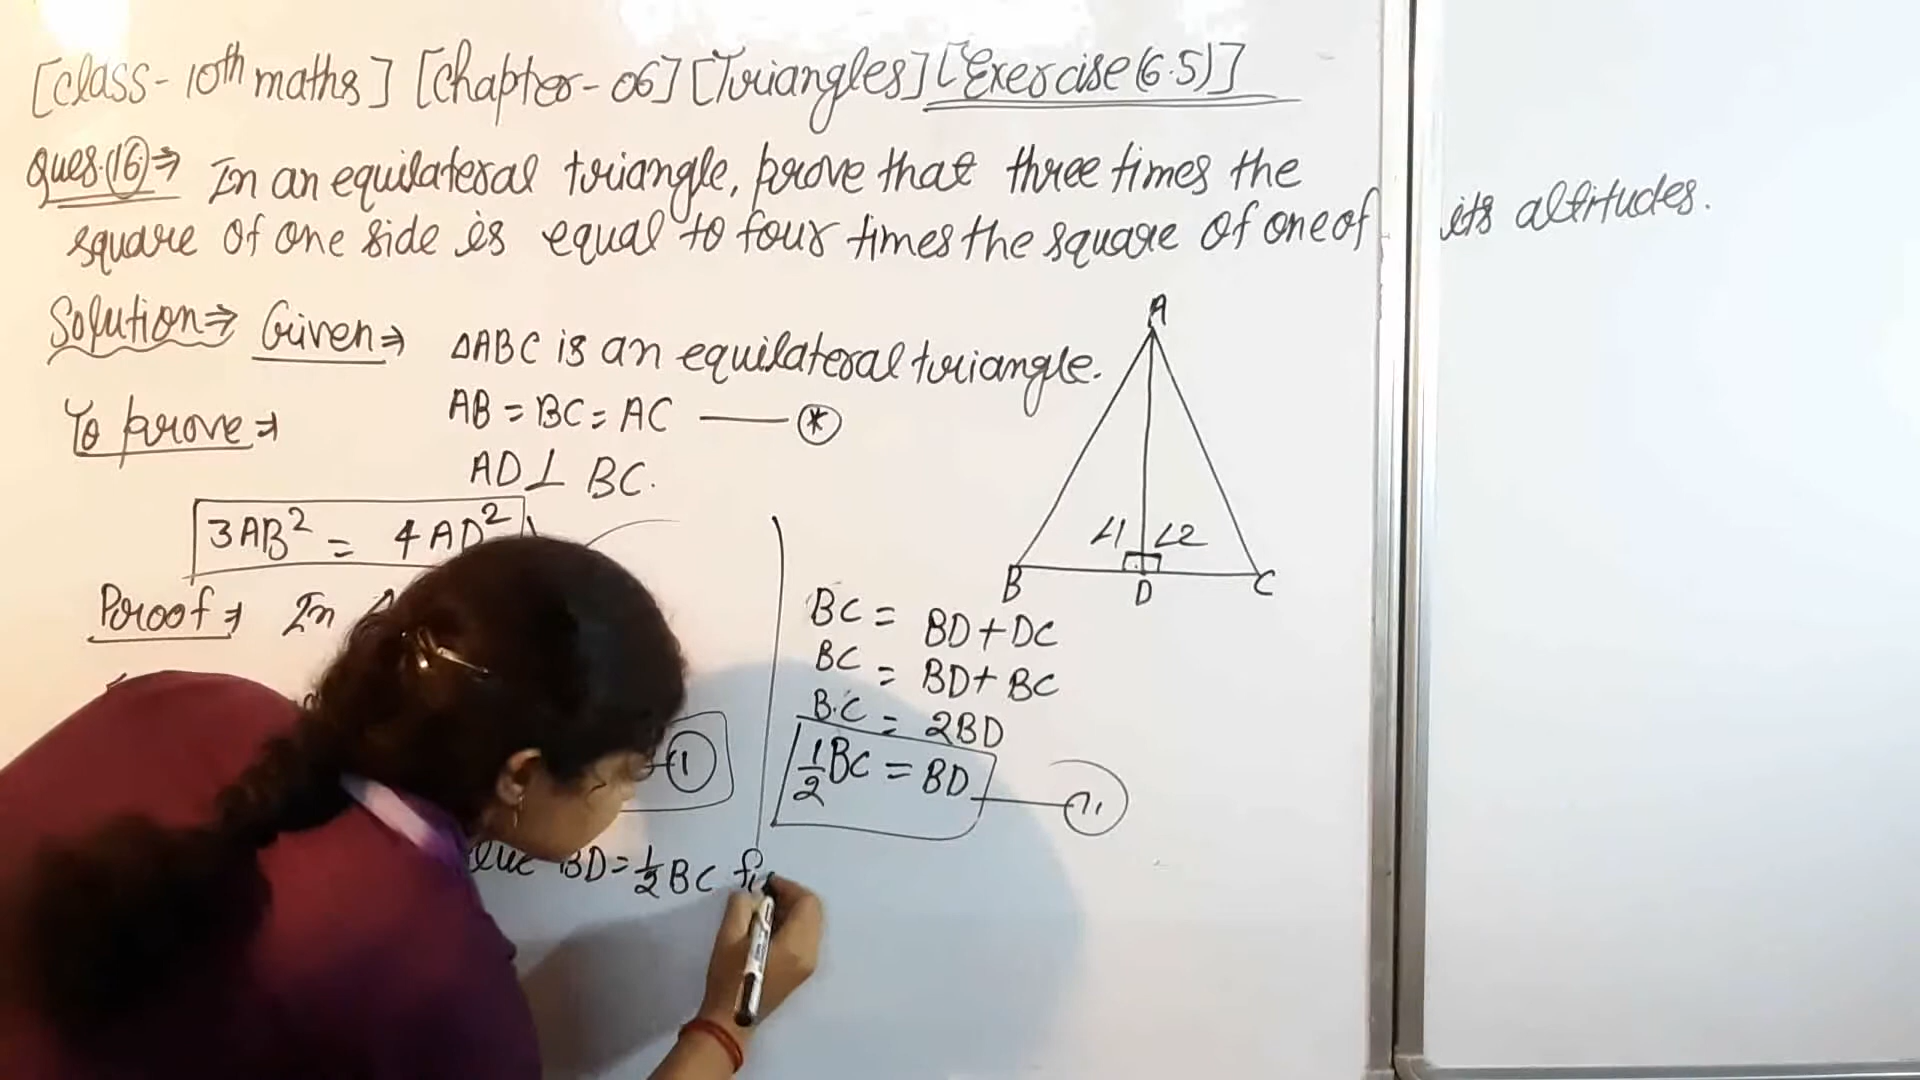 [Class-10th maths] [Chapter-06] [Triangles] [Exercise(6.5)]
Ques.(16)⇒ In an equilateral triangle, prove that three times the
square of one side is equal to four times the square of one of its altitudes.
Solution⇒ Given⇒ △ABC is an equilateral triangle.
To prove⇒ AB = BC = AC —— (*)
AD ⊥ BC.
3AB² = 4AD²
Proof⇒ In
A
∠1 ∠2
B D C
BC = BD + DC
BC = BD + BC
BC = 2BD
1/2 BC = BD
(1)
BD = 1/2 BC